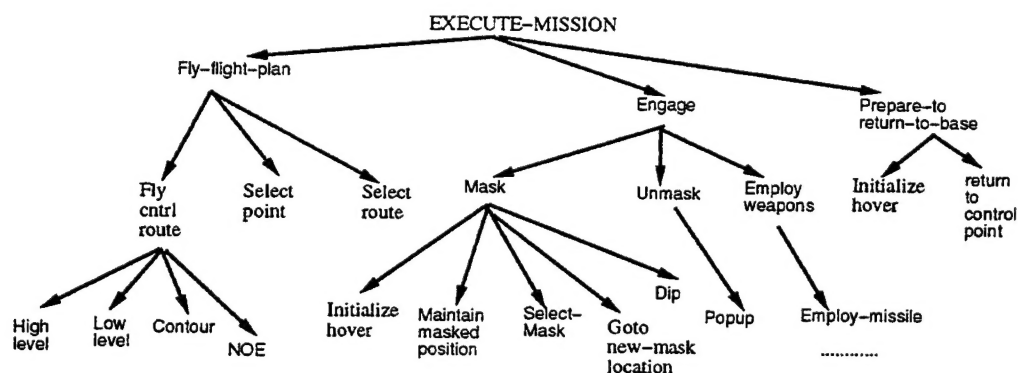 EXECUTE-MISSION
Fly-flight-plan
Engage
Prepare-to
return-to-base
Fly
cntrl
route
Select
point
Select
route
Mask
Unmask
Employ
weapons
Initialize
hover
return
to
control
point
High
level
Low
level
Contour
NOE
Initialize
hover
Maintain
masked
position
Select-
Mask
Goto
new-mask
location
Dip
Popup
Employ-missile
............